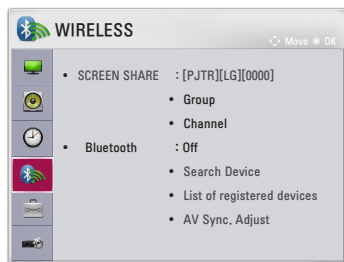 WIRELESS
Move OK
• SCREEN SHARE : [PJTR][LG][0000]
• Group
• Channel
• Bluetooth : Off
• Search Device
• List of registered devices
• AV Sync. Adjust